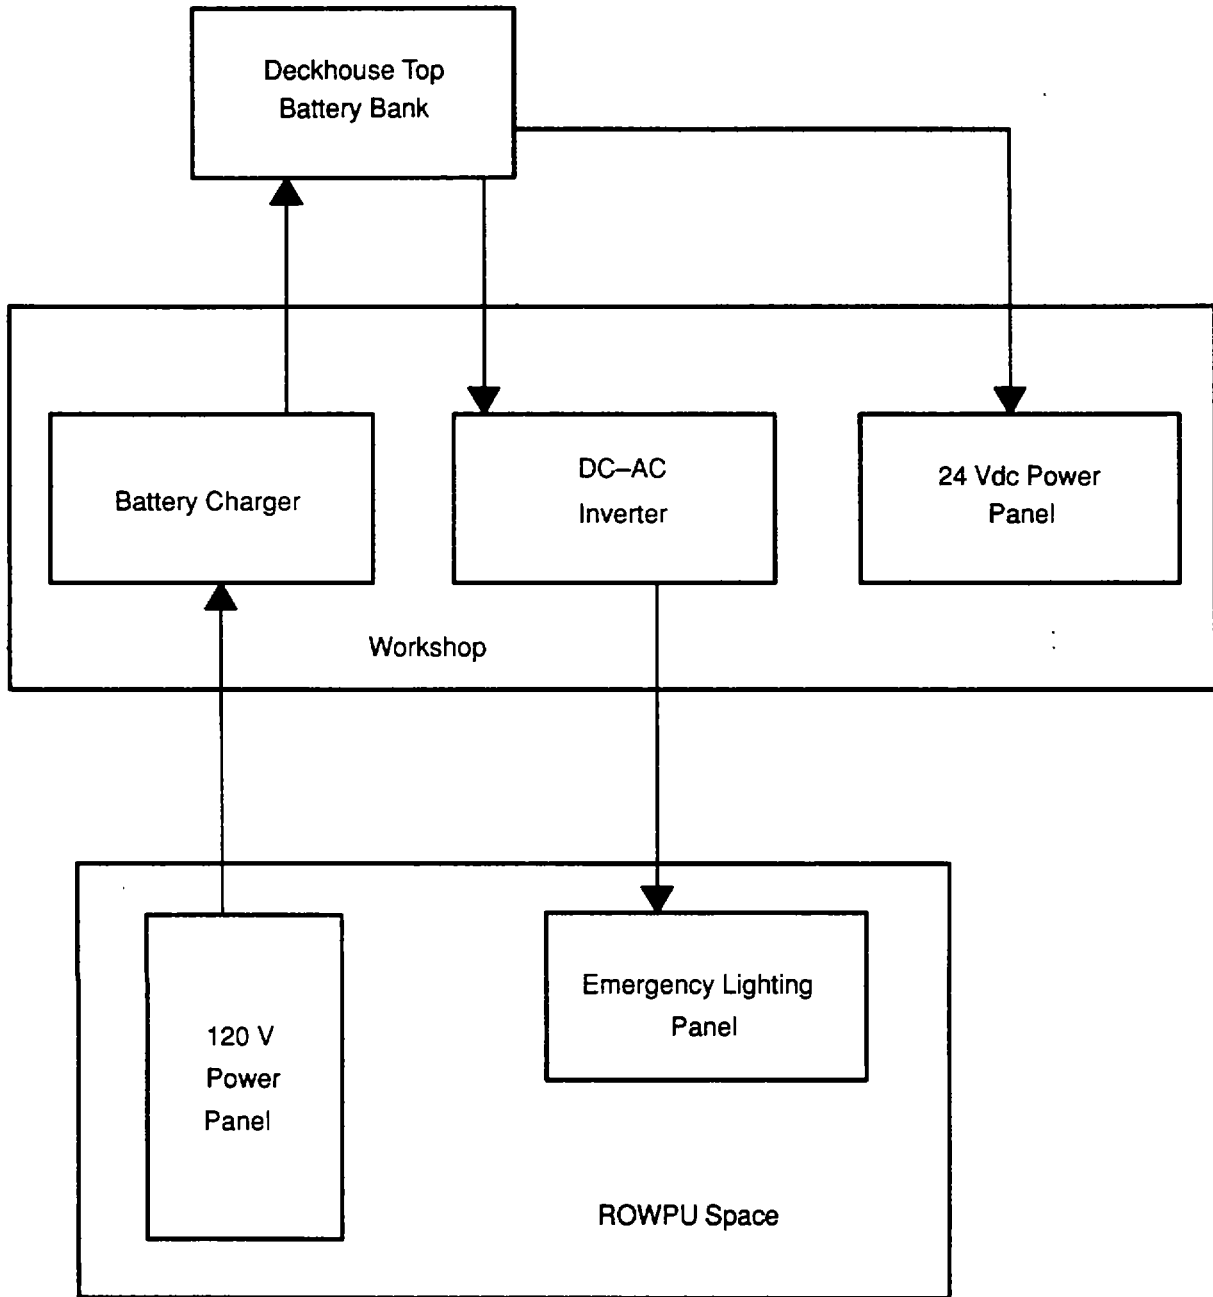 Deckhouse Top
Battery Bank
Battery Charger
DC–AC
Inverter
24 Vdc Power
Panel
Workshop
120 V
Power
Panel
Emergency Lighting
Panel
ROWPU Space